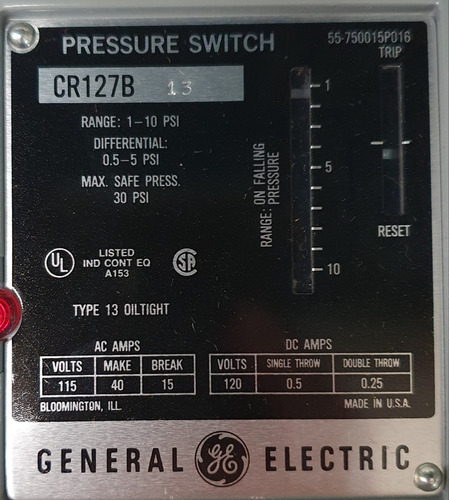 PRESSURE SWITCH
55-750015P016
TRIP
CR127B 13
RANGE: 1-10 PSI
DIFFERENTIAL:
0.5-5 PSI
MAX. SAFE PRESS.
30 PSI
RANGE: ON FALLING
PRESSURE
1
5
10
RESET
UL
LISTED
IND CONT EQ
A153
SA
TYPE 13 OILTIGHT
AC AMPS
VOLTS MAKE BREAK
115 40 15
DC AMPS
VOLTS SINGLE THROW DOUBLE THROW
120 0.5 0.25
BLOOMINGTON, ILL.
MADE IN U.S.A.
GENERAL GE ELECTRIC